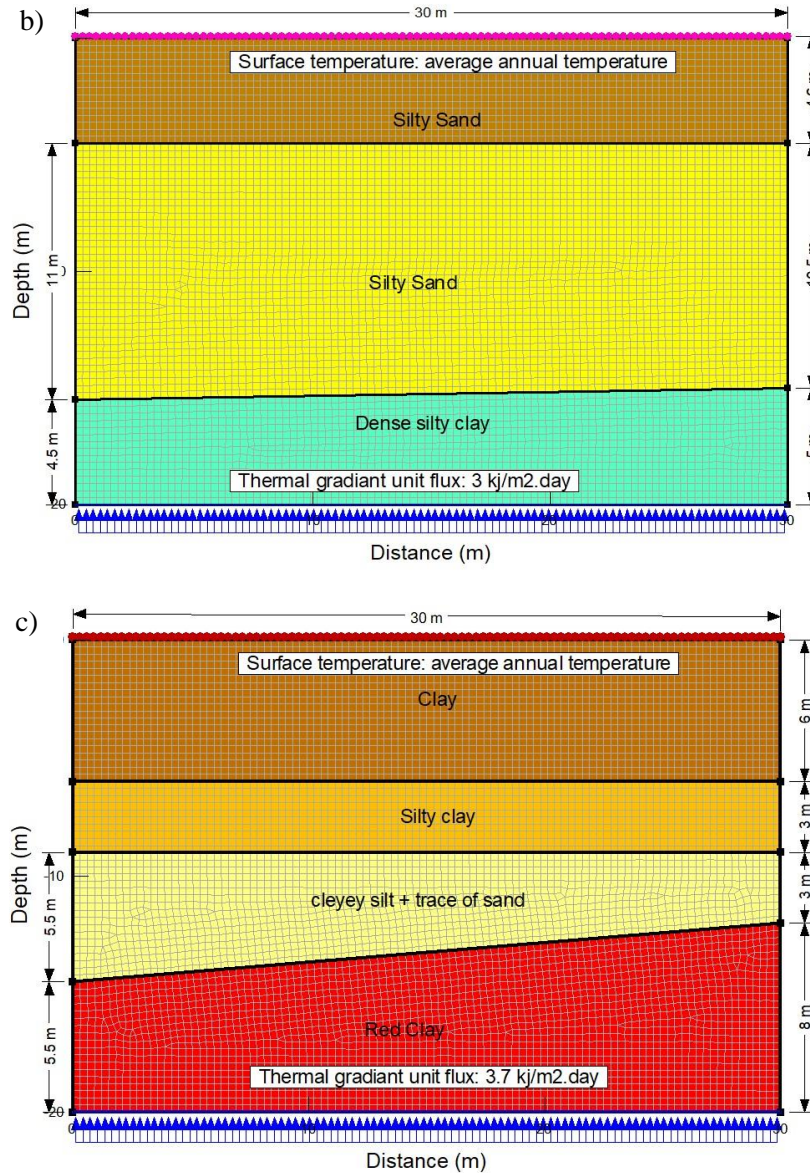 b)
30 m
Surface temperature: average annual temperature
Silty Sand
11 m
Silty Sand
Depth (m)
Dense silty clay
4.5 m
Thermal gradiant unit flux: 3 kj/m2.day
-20
10
20
30
Distance (m)
c)
30 m
Surface temperature: average annual temperature
Clay
6 m
Silty clay
3 m
-10
cleyey silt + trace of sand
3 m
Depth (m)
5.5 m
Red Clay
8 m
5.5 m
Thermal gradiant unit flux: 3.7 kj/m2.day
-20
10
20
30
Distance (m)